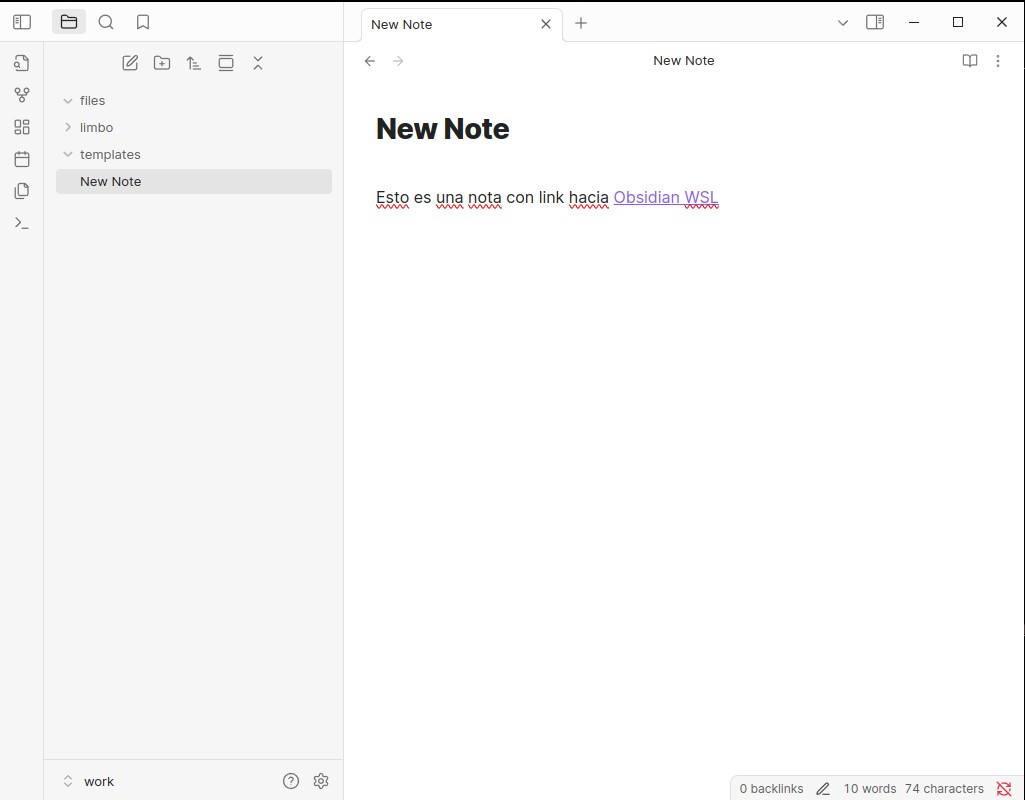 New Note
New Note
files
limbo
templates
New Note
New Note
Esto es una nota con link hacia Obsidian WSL
work
0 backlinks 10 words 74 characters